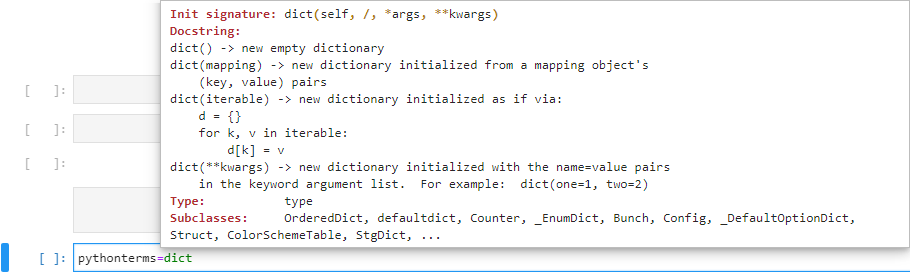 Init signature: dict(self, /, *args, **kwargs)
Docstring:
dict() -> new empty dictionary
dict(mapping) -> new dictionary initialized from a mapping object's
    (key, value) pairs
dict(iterable) -> new dictionary initialized as if via:
    d = {}
    for k, v in iterable:
        d[k] = v
dict(**kwargs) -> new dictionary initialized with the name=value pairs
    in the keyword argument list.  For example:  dict(one=1, two=2)
Type:           type
Subclasses:     OrderedDict, defaultdict, Counter, _EnumDict, Bunch, Config, _DefaultOptionDict,
Struct, ColorSchemeTable, StgDict, ...
[ ]:
[ ]:
[ ]:
[ ]: pythonterms=dict